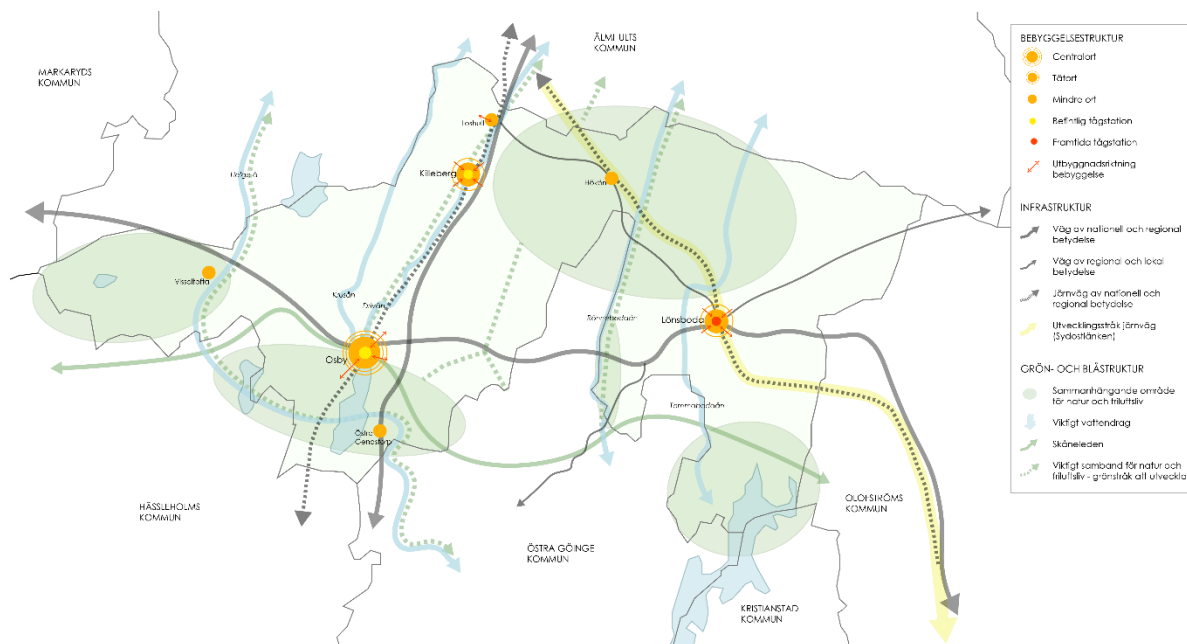 ÄLMHULTS
KOMMUN
MARKARYDS
KOMMUN
Killeberg
Hökön
Visseltofta
Drivån
Lönsboda
Osby
Tommabodaån
Östra
Genastorp
HÄSSLEHOLMS
KOMMUN
OLOFSTRÖMS
KOMMUN
ÖSTRA GÖINGE
KOMMUN
KRISTIANSTAD
KOMMUN
BEBYGGELSESTRUKTUR
Centralort
Tätort
Mindre ort
Befintlig tågstation
Framtida tågstation
Utbyggnadsriktning
bebyggelse
INFRASTRUKTUR
Väg av nationell och regional
betydelse
Väg av regional och lokal
betydelse
Järnväg av nationell och
regional betydelse
Utvecklingsstråk järnväg
(Sydostlänken)
GRÖN- OCH BLÅSTRUKTUR
Sammanhängande område
för natur och friluftsliv
Viktigt vattendrag
Skåneleden
Viktigt samband för natur och
friluftsliv - grönstråk att utveckla